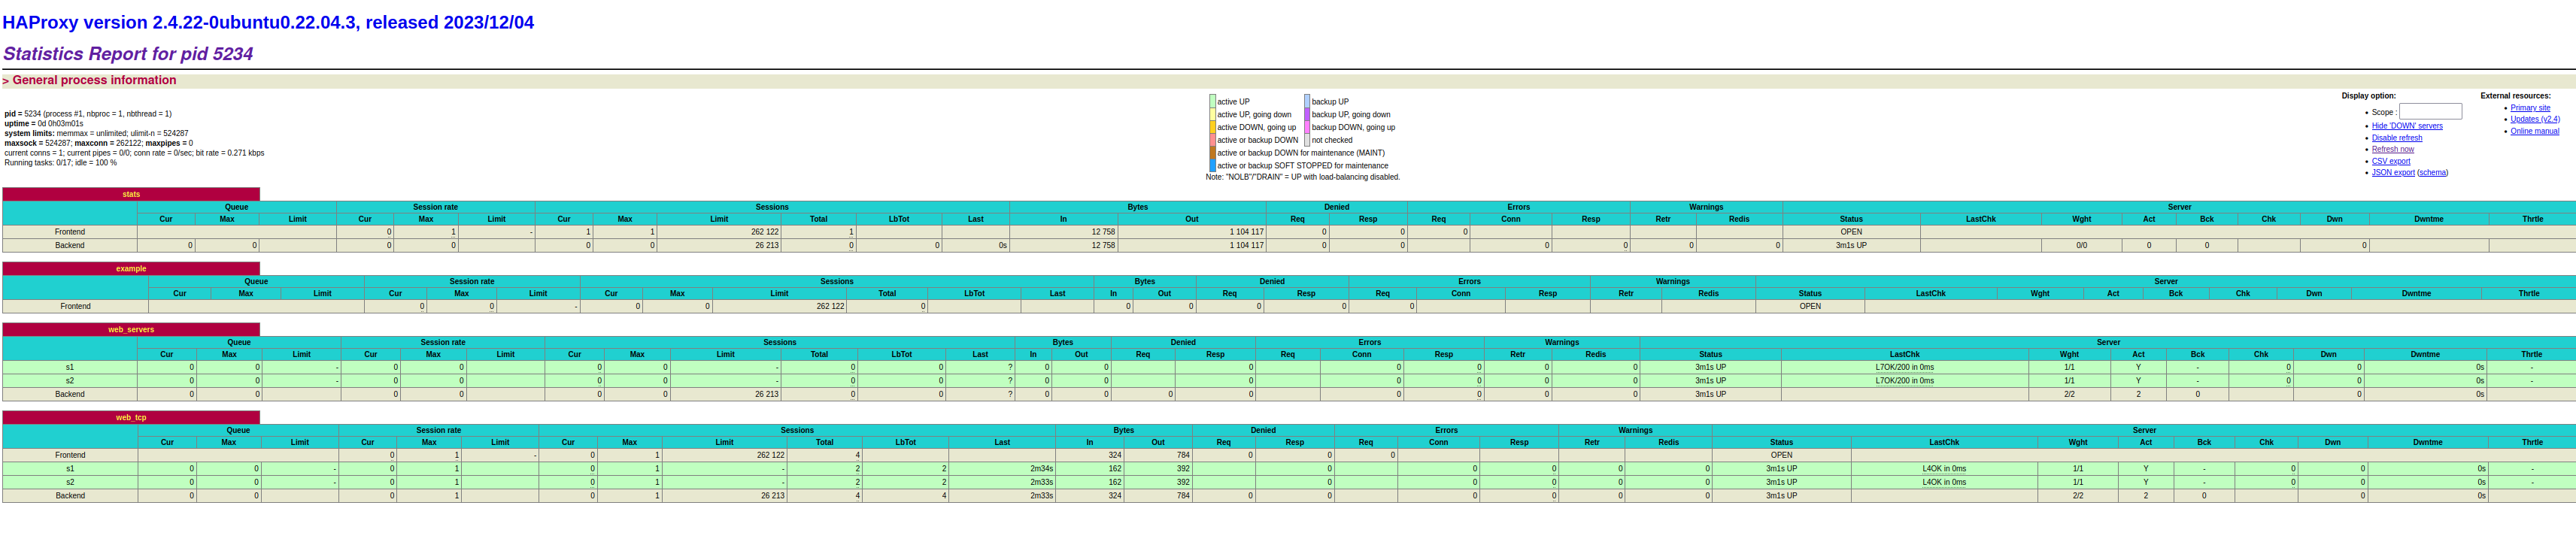 HAProxy version 2.4.22-0ubuntu0.22.04.3, released 2023/12/04
Statistics Report for pid 5234
> General process information
pid = 5234 (process #1, nbproc = 1, nbthread = 1)
uptime = 0d 0h03m01s
system limits: memmax = unlimited; ulimit-n = 524287
maxsock = 524287; maxconn = 262122; maxpipes = 0
current conns = 1; current pipes = 0/0; conn rate = 0/sec; bit rate = 0.271 kbps
Running tasks: 0/17; idle = 100 %
active UP backup UP
active UP, going down backup UP, going down
active DOWN, going up backup DOWN, going up
active or backup DOWN not checked
active or backup DOWN for maintenance (MAINT)
active or backup SOFT STOPPED for maintenance
Note: "NOLB"/"DRAIN" = UP with load-balancing disabled.
Display option:
• Scope :
• Hide 'DOWN' servers
• Disable refresh
• Refresh now
• CSV export
• JSON export (schema)
External resources:
• Primary site
• Updates (v2.4)
• Online manual
stats
Queue Session rate Sessions Bytes Denied Errors Warnings Server
Cur Max Limit Cur Max Limit Cur Max Limit Total LbTot Last In Out Req Resp Req Conn Resp Retr Redis Status LastChk Wght Act Bck Chk Dwn Dwntme Thrtle
Frontend 0 1 - 1 1 262 122 1 12 758 1 104 117 0 0 0 OPEN
Backend 0 0 0 0 0 0 26 213 0 0 0s 12 758 1 104 117 0 0 0 0 0 0 3m1s UP 0/0 0 0 0
example
Queue Session rate Sessions Bytes Denied Errors Warnings Server
Cur Max Limit Cur Max Limit Cur Max Limit Total LbTot Last In Out Req Resp Req Conn Resp Retr Redis Status LastChk Wght Act Bck Chk Dwn Dwntme Thrtle
Frontend 0 0 - 0 0 262 122 0 0 0 0 0 0 OPEN
web_servers
Queue Session rate Sessions Bytes Denied Errors Warnings Server
Cur Max Limit Cur Max Limit Cur Max Limit Total LbTot Last In Out Req Resp Req Conn Resp Retr Redis Status LastChk Wght Act Bck Chk Dwn Dwntme Thrtle
s1 0 0 - 0 0 0 0 - 0 0 ? 0 0 0 0 0 0 0 3m1s UP L7OK/200 in 0ms 1/1 Y - 0 0 0s -
s2 0 0 - 0 0 0 0 - 0 0 ? 0 0 0 0 0 0 0 3m1s UP L7OK/200 in 0ms 1/1 Y - 0 0 0s -
Backend 0 0 0 0 0 0 26 213 0 0 ? 0 0 0 0 0 0 0 0 3m1s UP 2/2 2 0 0 0s
web_tcp
Queue Session rate Sessions Bytes Denied Errors Warnings Server
Cur Max Limit Cur Max Limit Cur Max Limit Total LbTot Last In Out Req Resp Req Conn Resp Retr Redis Status LastChk Wght Act Bck Chk Dwn Dwntme Thrtle
Frontend 0 1 - 0 1 262 122 4 324 784 0 0 0 OPEN
s1 0 0 - 0 1 0 1 - 2 2 2m34s 162 392 0 0 0 0 0 3m1s UP L4OK in 0ms 1/1 Y - 0 0 0s -
s2 0 0 - 0 1 0 1 - 2 2 2m33s 162 392 0 0 0 0 0 3m1s UP L4OK in 0ms 1/1 Y - 0 0 0s -
Backend 0 0 0 1 0 1 26 213 4 4 2m33s 324 784 0 0 0 0 0 0 3m1s UP 2/2 2 0 0 0s